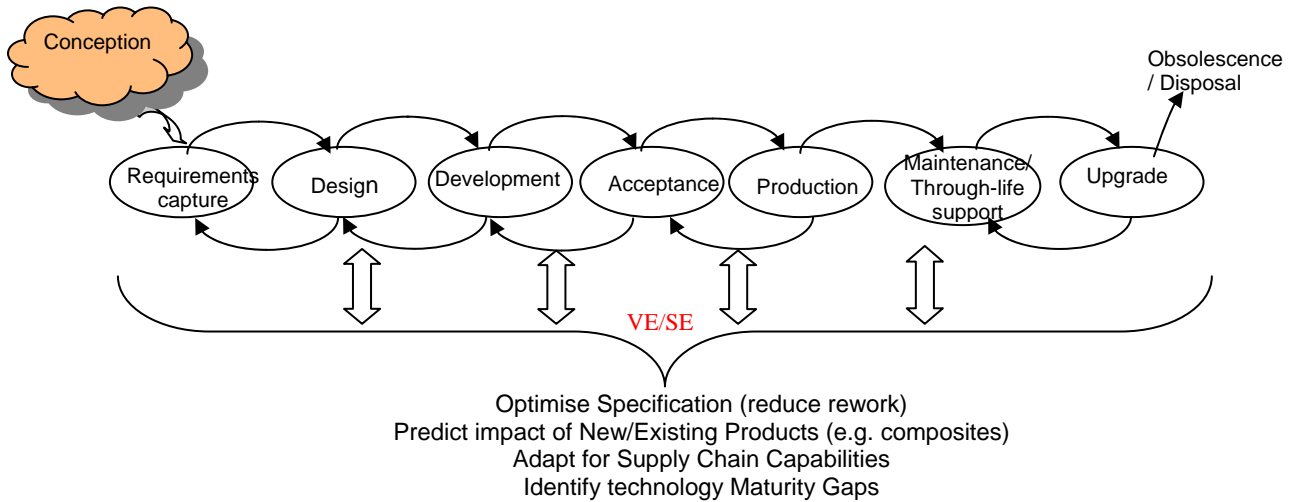 Conception
Obsolescence
/ Disposal
Requirements
capture
Design
Development
Acceptance
Production
Maintenance/
Through-life
support
Upgrade
VE/SE
Optimise Specification (reduce rework)
Predict impact of New/Existing Products (e.g. composites)
Adapt for Supply Chain Capabilities
Identify technology Maturity Gaps